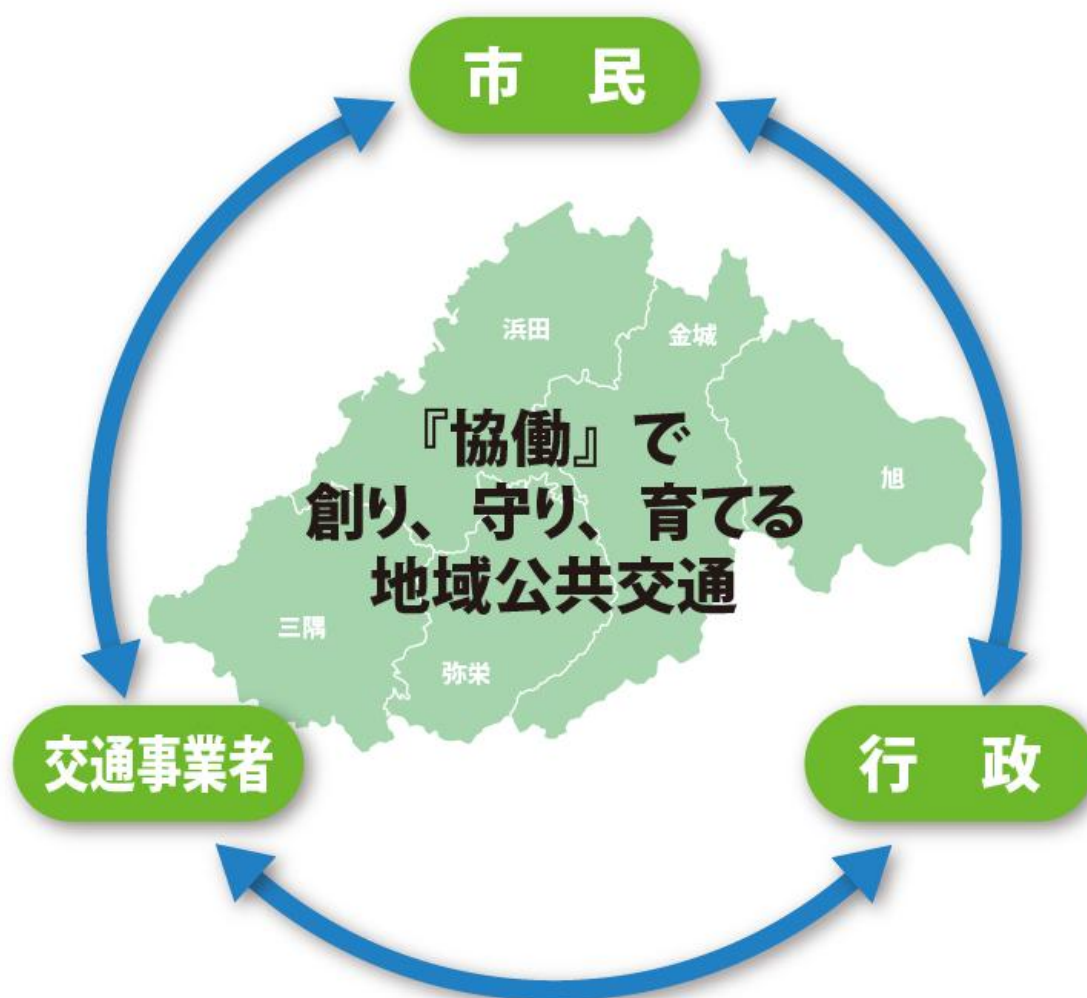 市　民
浜田
金城
『協働』で
創り、守り、育てる
地域公共交通
旭
三隅
弥栄
交通事業者
行　政